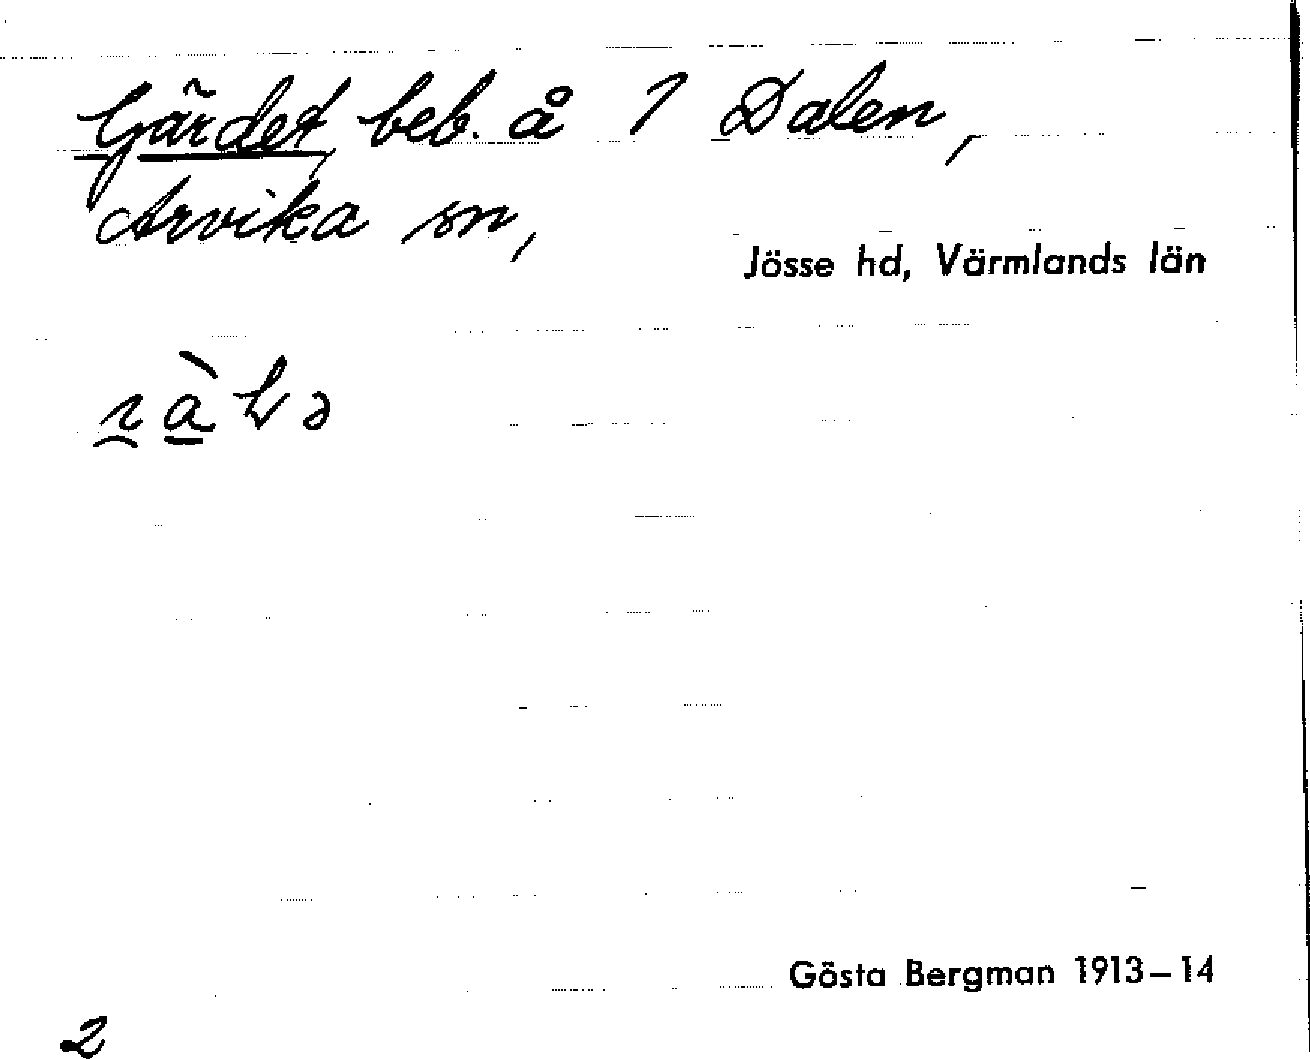 Gärdet, beb. å 1 Dalen,
Arvika sn,
Jösse hd, Värmlands län
Gösta Bergman 1913–14
2